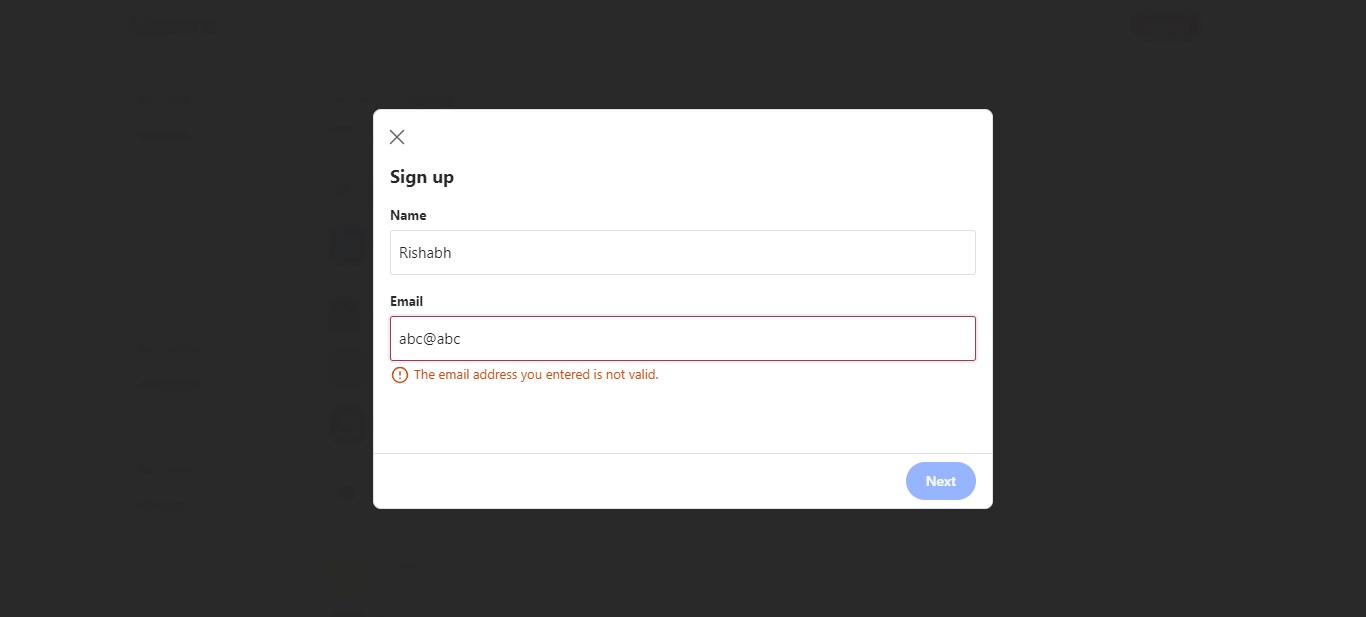 Sign up
Name
Rishabh
Email
abc@abc
The email address you entered is not valid.
Next